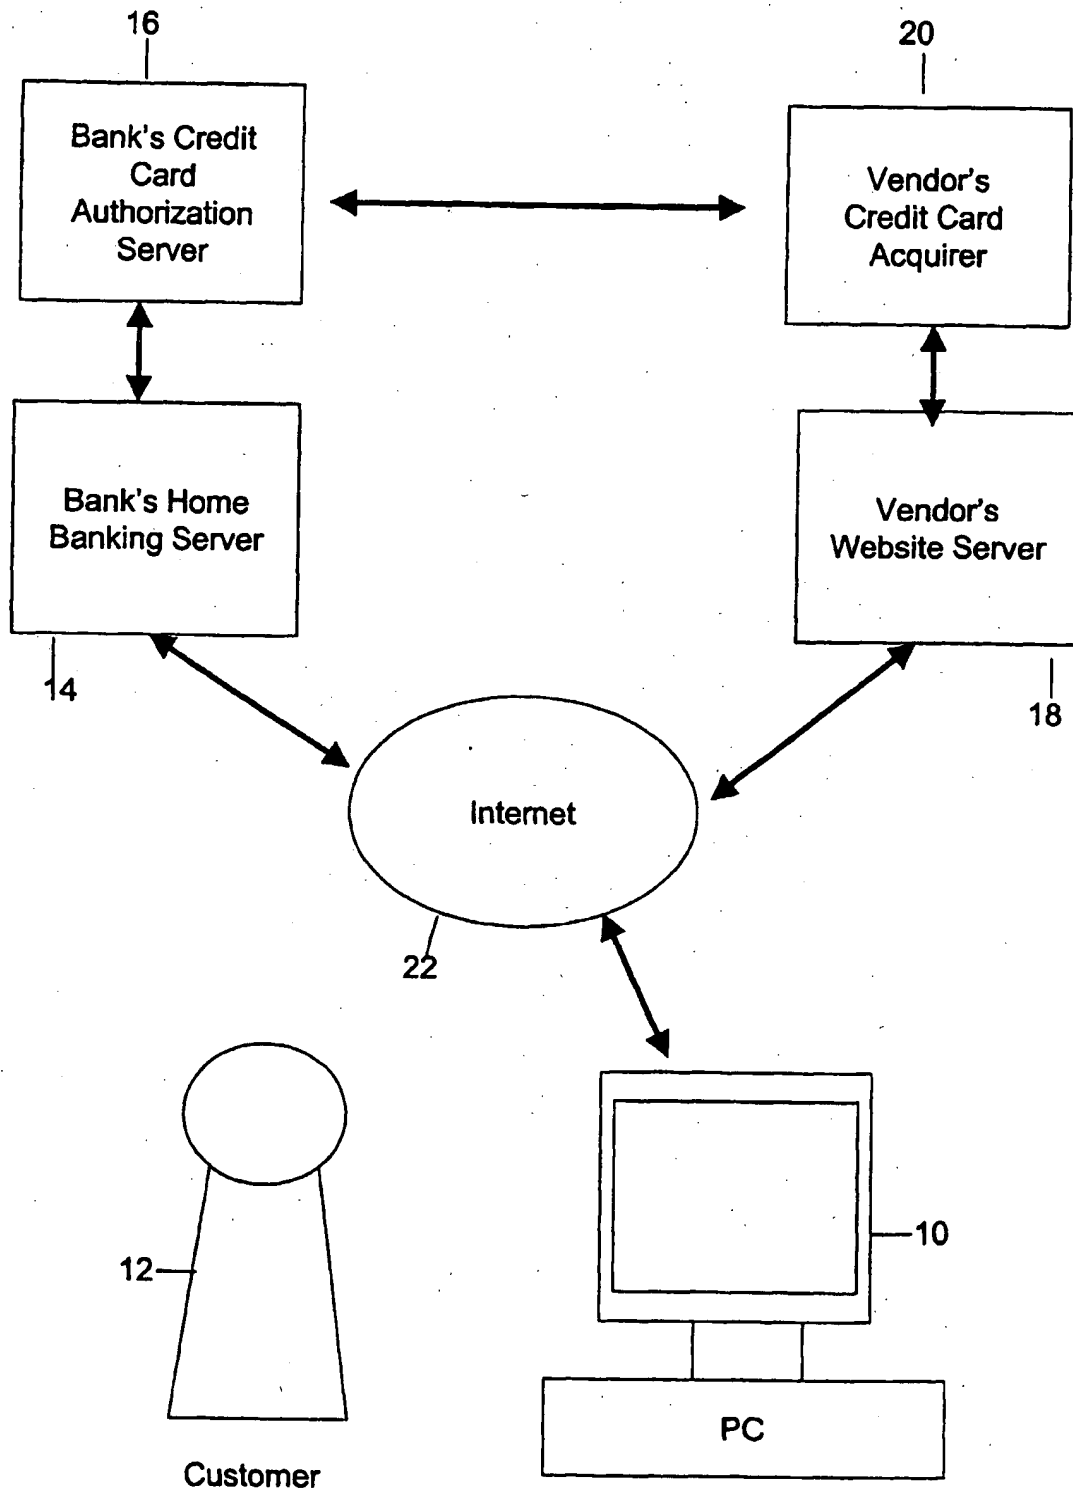 16
20
Bank's Credit
Card
Authorization
Server
Vendor's
Credit Card
Acquirer
Bank's Home
Banking Server
Vendor's
Website Server
14
18
Internet
22
12
10
PC
Customer